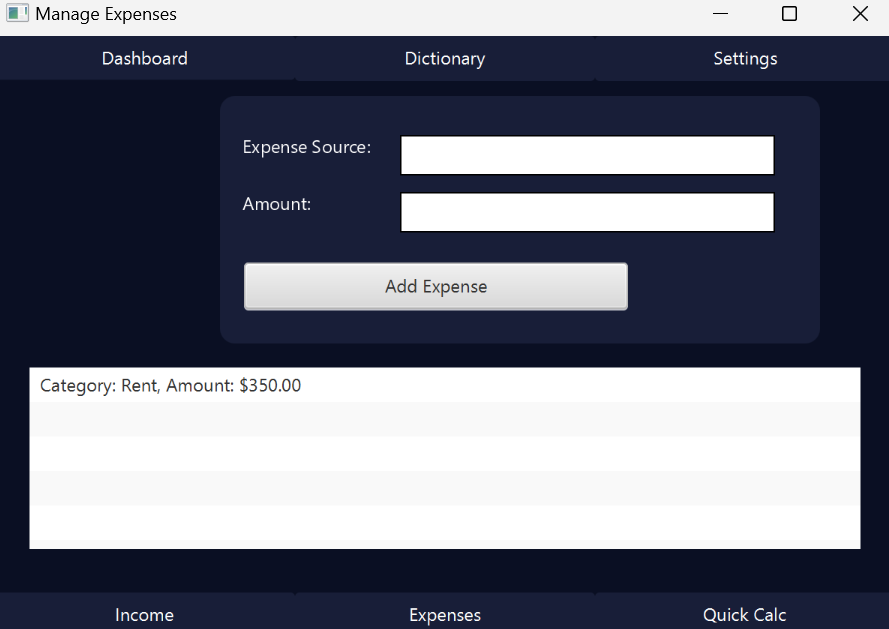 Manage Expenses
Dashboard Dictionary Settings
Expense Source:
Amount:
Add Expense
Category: Rent, Amount: $350.00
Income Expenses Quick Calc